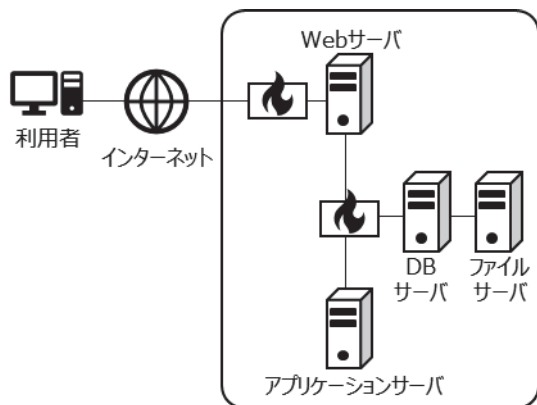 Webサーバ
利用者
インターネット
DB
サーバ
ファイル
サーバ
アプリケーションサーバ